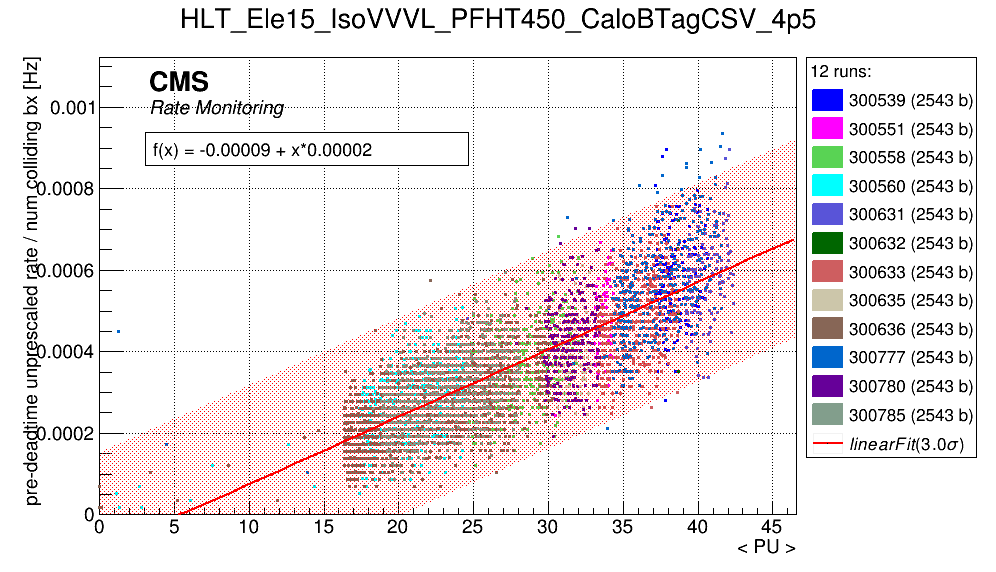 HLT_Ele15_IsoVVVL_PFHT450_CaloBTagCSV_4p5
CMS
Rate Monitoring
f(x) = -0.00009 + x*0.00002
pre-deadtime unprescaled rate / num colliding bx [Hz]
0.001
0.0008
0.0006
0.0004
0.0002
0
0 5 10 15 20 25 30 35 40 45
< PU >
12 runs:
300539 (2543 b)
300551 (2543 b)
300558 (2543 b)
300560 (2543 b)
300631 (2543 b)
300632 (2543 b)
300633 (2543 b)
300635 (2543 b)
300636 (2543 b)
300777 (2543 b)
300780 (2543 b)
300785 (2543 b)
linearFit(3.0σ)